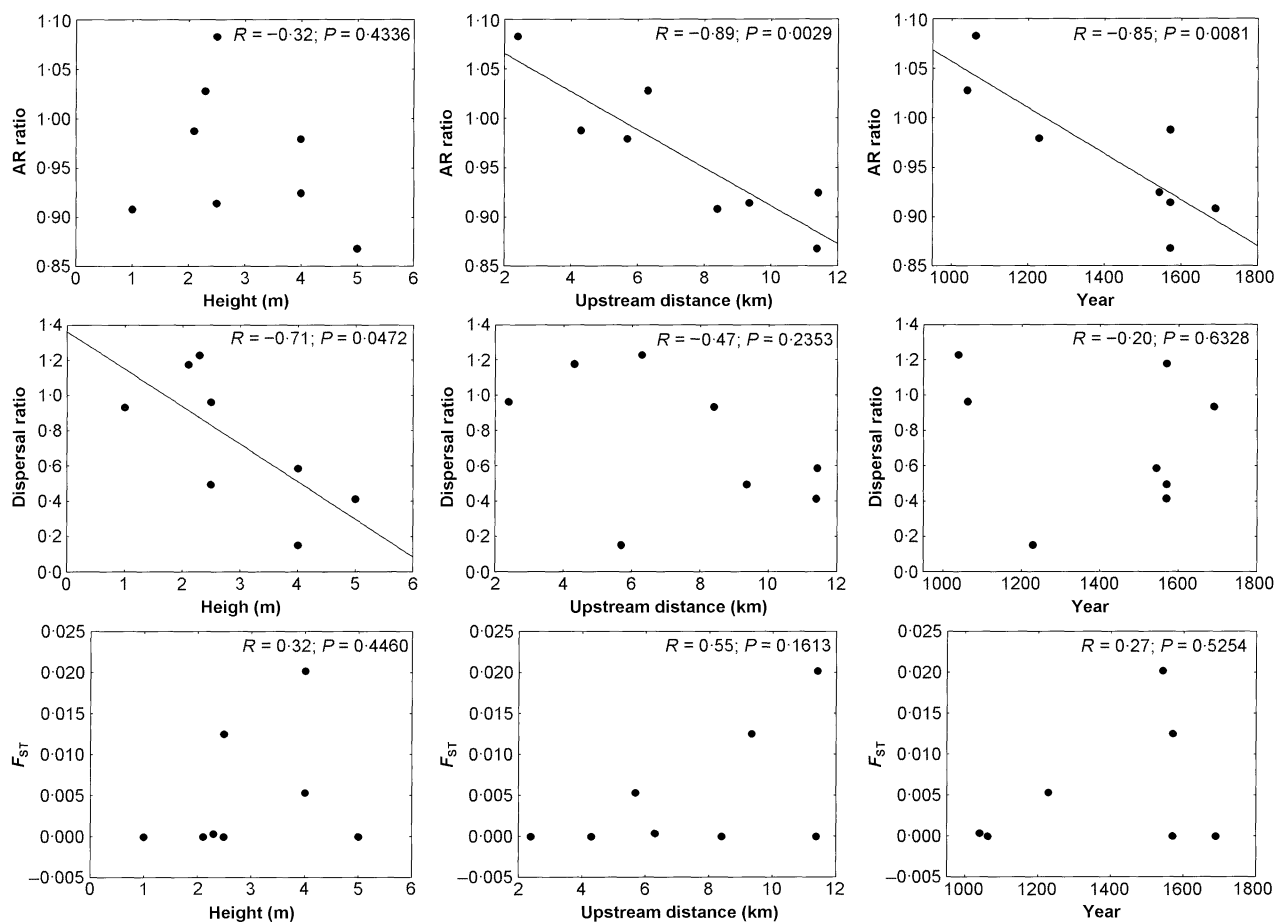 R = −0·32; P = 0·4336
1·10
1·05
1·00
0·95
0·90
0·85
AR ratio
0 1 2 3 4 5 6
Height (m)
R = −0·89; P = 0·0029
1·10
1·05
1·00
0·95
0·90
0·85
AR ratio
2 4 6 8 10 12
Upstream distance (km)
R = −0·85; P = 0·0081
1·10
1·05
1·00
0·95
0·90
0·85
AR ratio
1000 1200 1400 1600 1800
Year
R = −0·71; P = 0·0472
1·4
1·2
1·0
0·8
0·6
0·4
0·2
0·0
Dispersal ratio
0 1 2 3 4 5 6
Heigh (m)
R = −0·47; P = 0·2353
1·4
1·2
1·0
0·8
0·6
0·4
0·2
0·0
Dispersal ratio
2 4 6 8 10 12
Upstream distance (km)
R = −0·20; P = 0·6328
1·4
1·2
1·0
0·8
0·6
0·4
0·2
0·0
Dispersal ratio
1000 1200 1400 1600 1800
Year
R = 0·32; P = 0·4460
0·025
0·020
0·015
0·010
0·005
0·000
−0·005
FST
0 1 2 3 4 5 6
Height (m)
R = 0·55; P = 0·1613
0·025
0·020
0·015
0·010
0·005
0·000
−0·005
FST
2 4 6 8 10 12
Upstream distance (km)
R = 0·27; P = 0·5254
0·025
0·020
0·015
0·010
0·005
0·000
−0·005
FST
1000 1200 1400 1600 1800
Year